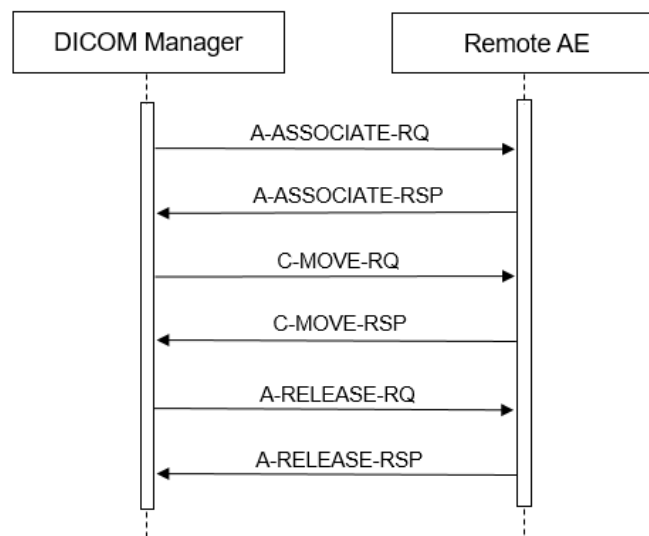 DICOM Manager
Remote AE
A-ASSOCIATE-RQ
A-ASSOCIATE-RSP
C-MOVE-RQ
C-MOVE-RSP
A-RELEASE-RQ
A-RELEASE-RSP